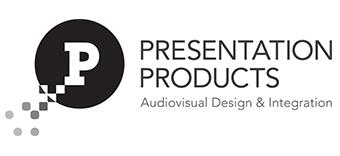 P
PRESENTATION
PRODUCTS
Audiovisual Design & Integration